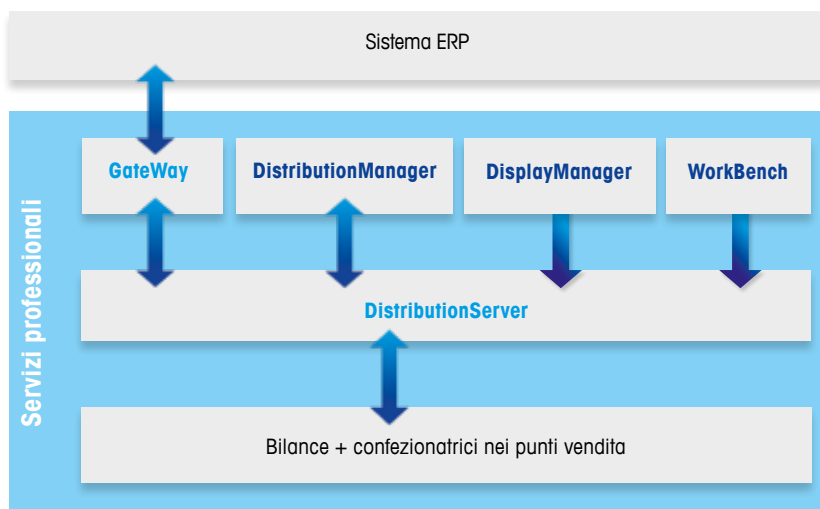 Sistema ERP
GateWay
DistributionManager
DisplayManager
WorkBench
Servizi professionali
DistributionServer
Bilance + confezionatrici nei punti vendita